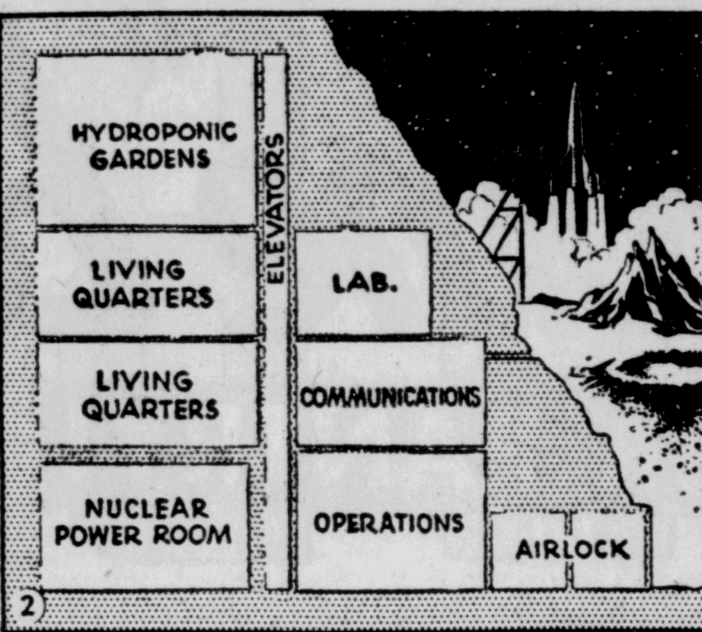 HYDROPONIC
GARDENS
ELEVATORS
LIVING
QUARTERS
LAB.
LIVING
QUARTERS
COMMUNICATIONS
NUCLEAR
POWER ROOM
OPERATIONS
AIRLOCK
2